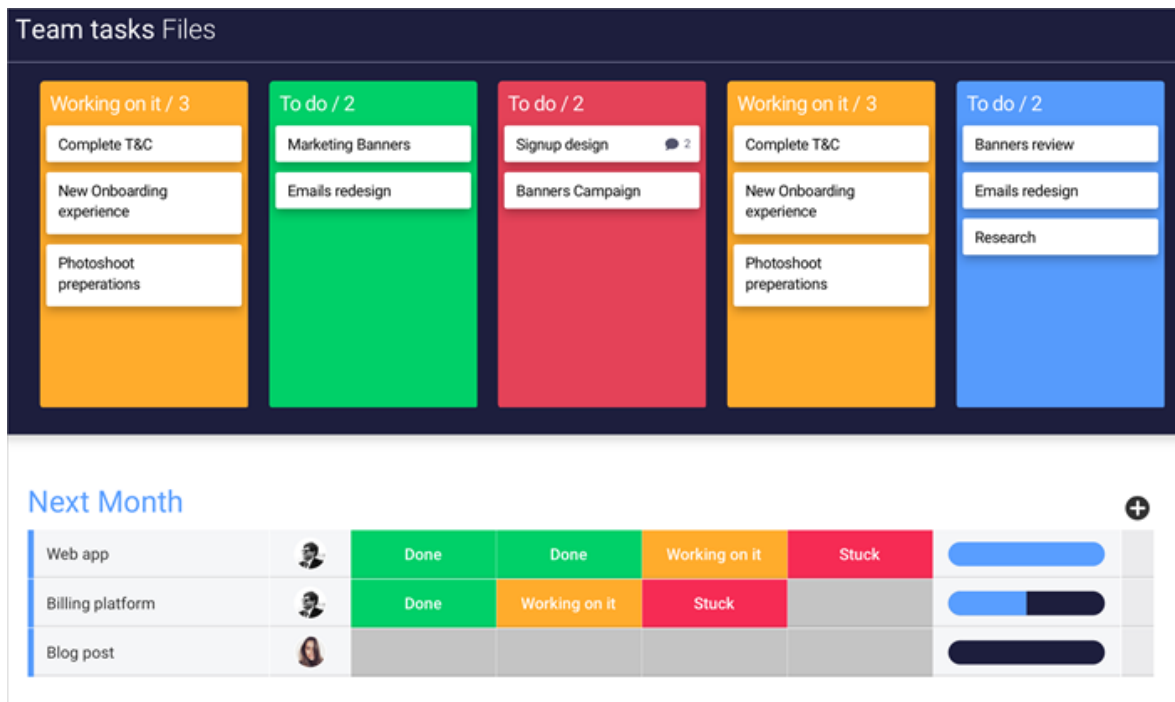 Team tasks Files
Working on it / 3
Complete T&C
New Onboarding
experience
Photoshoot
preperations
To do / 2
Marketing Banners
Emails redesign
To do / 2
Signup design 2
Banners Campaign
Working on it / 3
Complete T&C
New Onboarding
experience
Photoshoot
preperations
To do / 2
Banners review
Emails redesign
Research
Next Month
Web app Done Done Working on it Stuck
Billing platform Done Working on it Stuck
Blog post